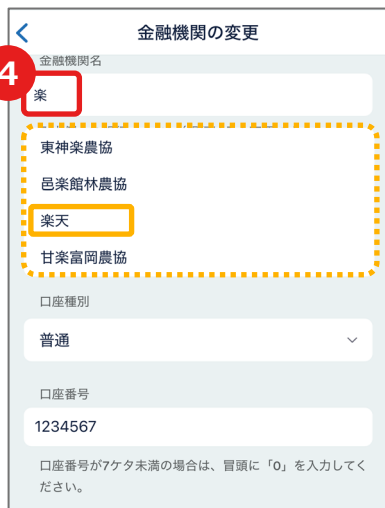 金融機関の変更
金融機関名
4
楽
東神楽農協
邑楽館林農協
楽天
甘楽富岡農協
口座種別
普通
口座番号
1234567
口座番号が7ケタ未満の場合は、冒頭に「0」を入力してく
ださい。